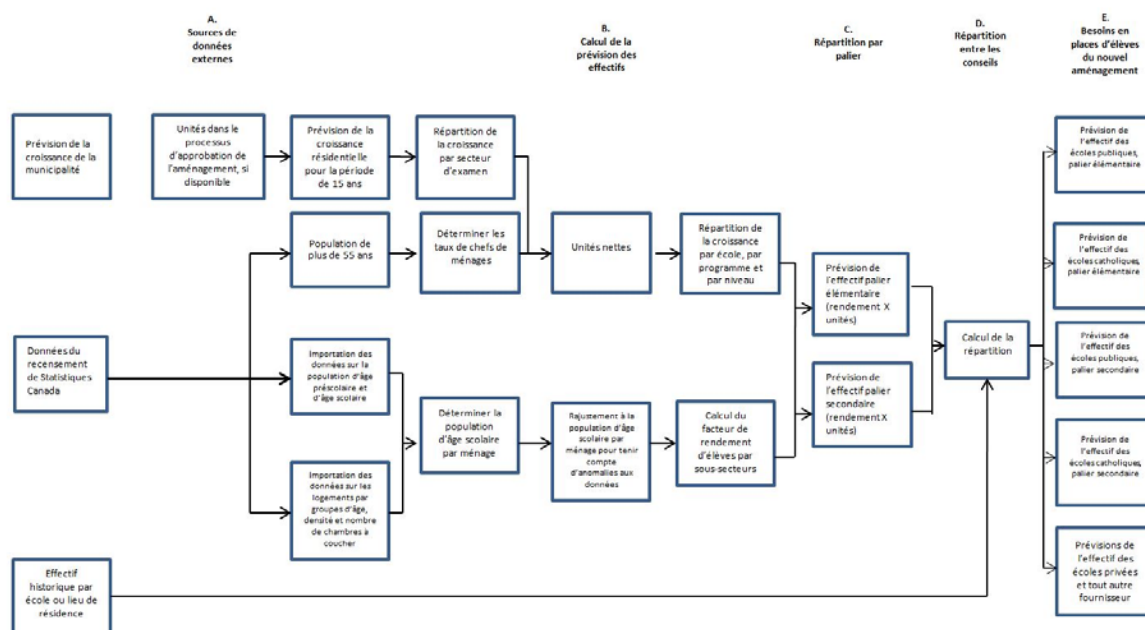 A.
Sources de
données
externes
B.
Calcul de la
prévision des
effectifs
C.
Répartition par
palier
D.
Répartition
entre les
conseils
E.
Besoins en
places d'élèves
du nouvel
aménagement
Prévision de la
croissance de la
municipalité
Unités dans le
processus
d'approbation de
l'aménagement, si
disponible
Prévision de la
croissance
résidentielle
pour la période
de 15 ans
Répartition de
la croissance
par secteur
d'examen
Prévision de
l'effectif des
écoles publiques,
palier élémentaire
Population de
plus de 55 ans
Déterminer les
taux de chefs de
ménages
Unités nettes
Répartition de
la croissance
par école, par
programme et
par niveau
Prévision de
l'effectif palier
élémentaire
(rendement X
unités)
Prévision de
l'effectif des
écoles catholiques,
palier élémentaire
Données du
recensement
de Statistiques
Canada
Importation des
données sur la
population d'âge
préscolaire et
d'âge scolaire
Déterminer la
population
d'âge scolaire
par ménage
Rajustement à la
population d'âge
scolaire par
ménage pour tenir
compte
d'anomalies aux
données
Calcul du
facteur de
rendement
d'élèves par
sous-secteurs
Prévision de
l'effectif palier
secondaire
(rendement X
unités)
Calcul de la
répartition
Prévision de
l'effectif des
écoles publiques,
palier secondaire
Importation des
données sur les
logements par
groupes d'âge,
densité et nombre
de chambres à
coucher
Prévision de
l'effectif des
écoles catholiques,
palier secondaire
Effectif
historique par
école ou lieu de
résidence
Prévisions de
l'effectif des
écoles privées
et tout autre
fournisseur